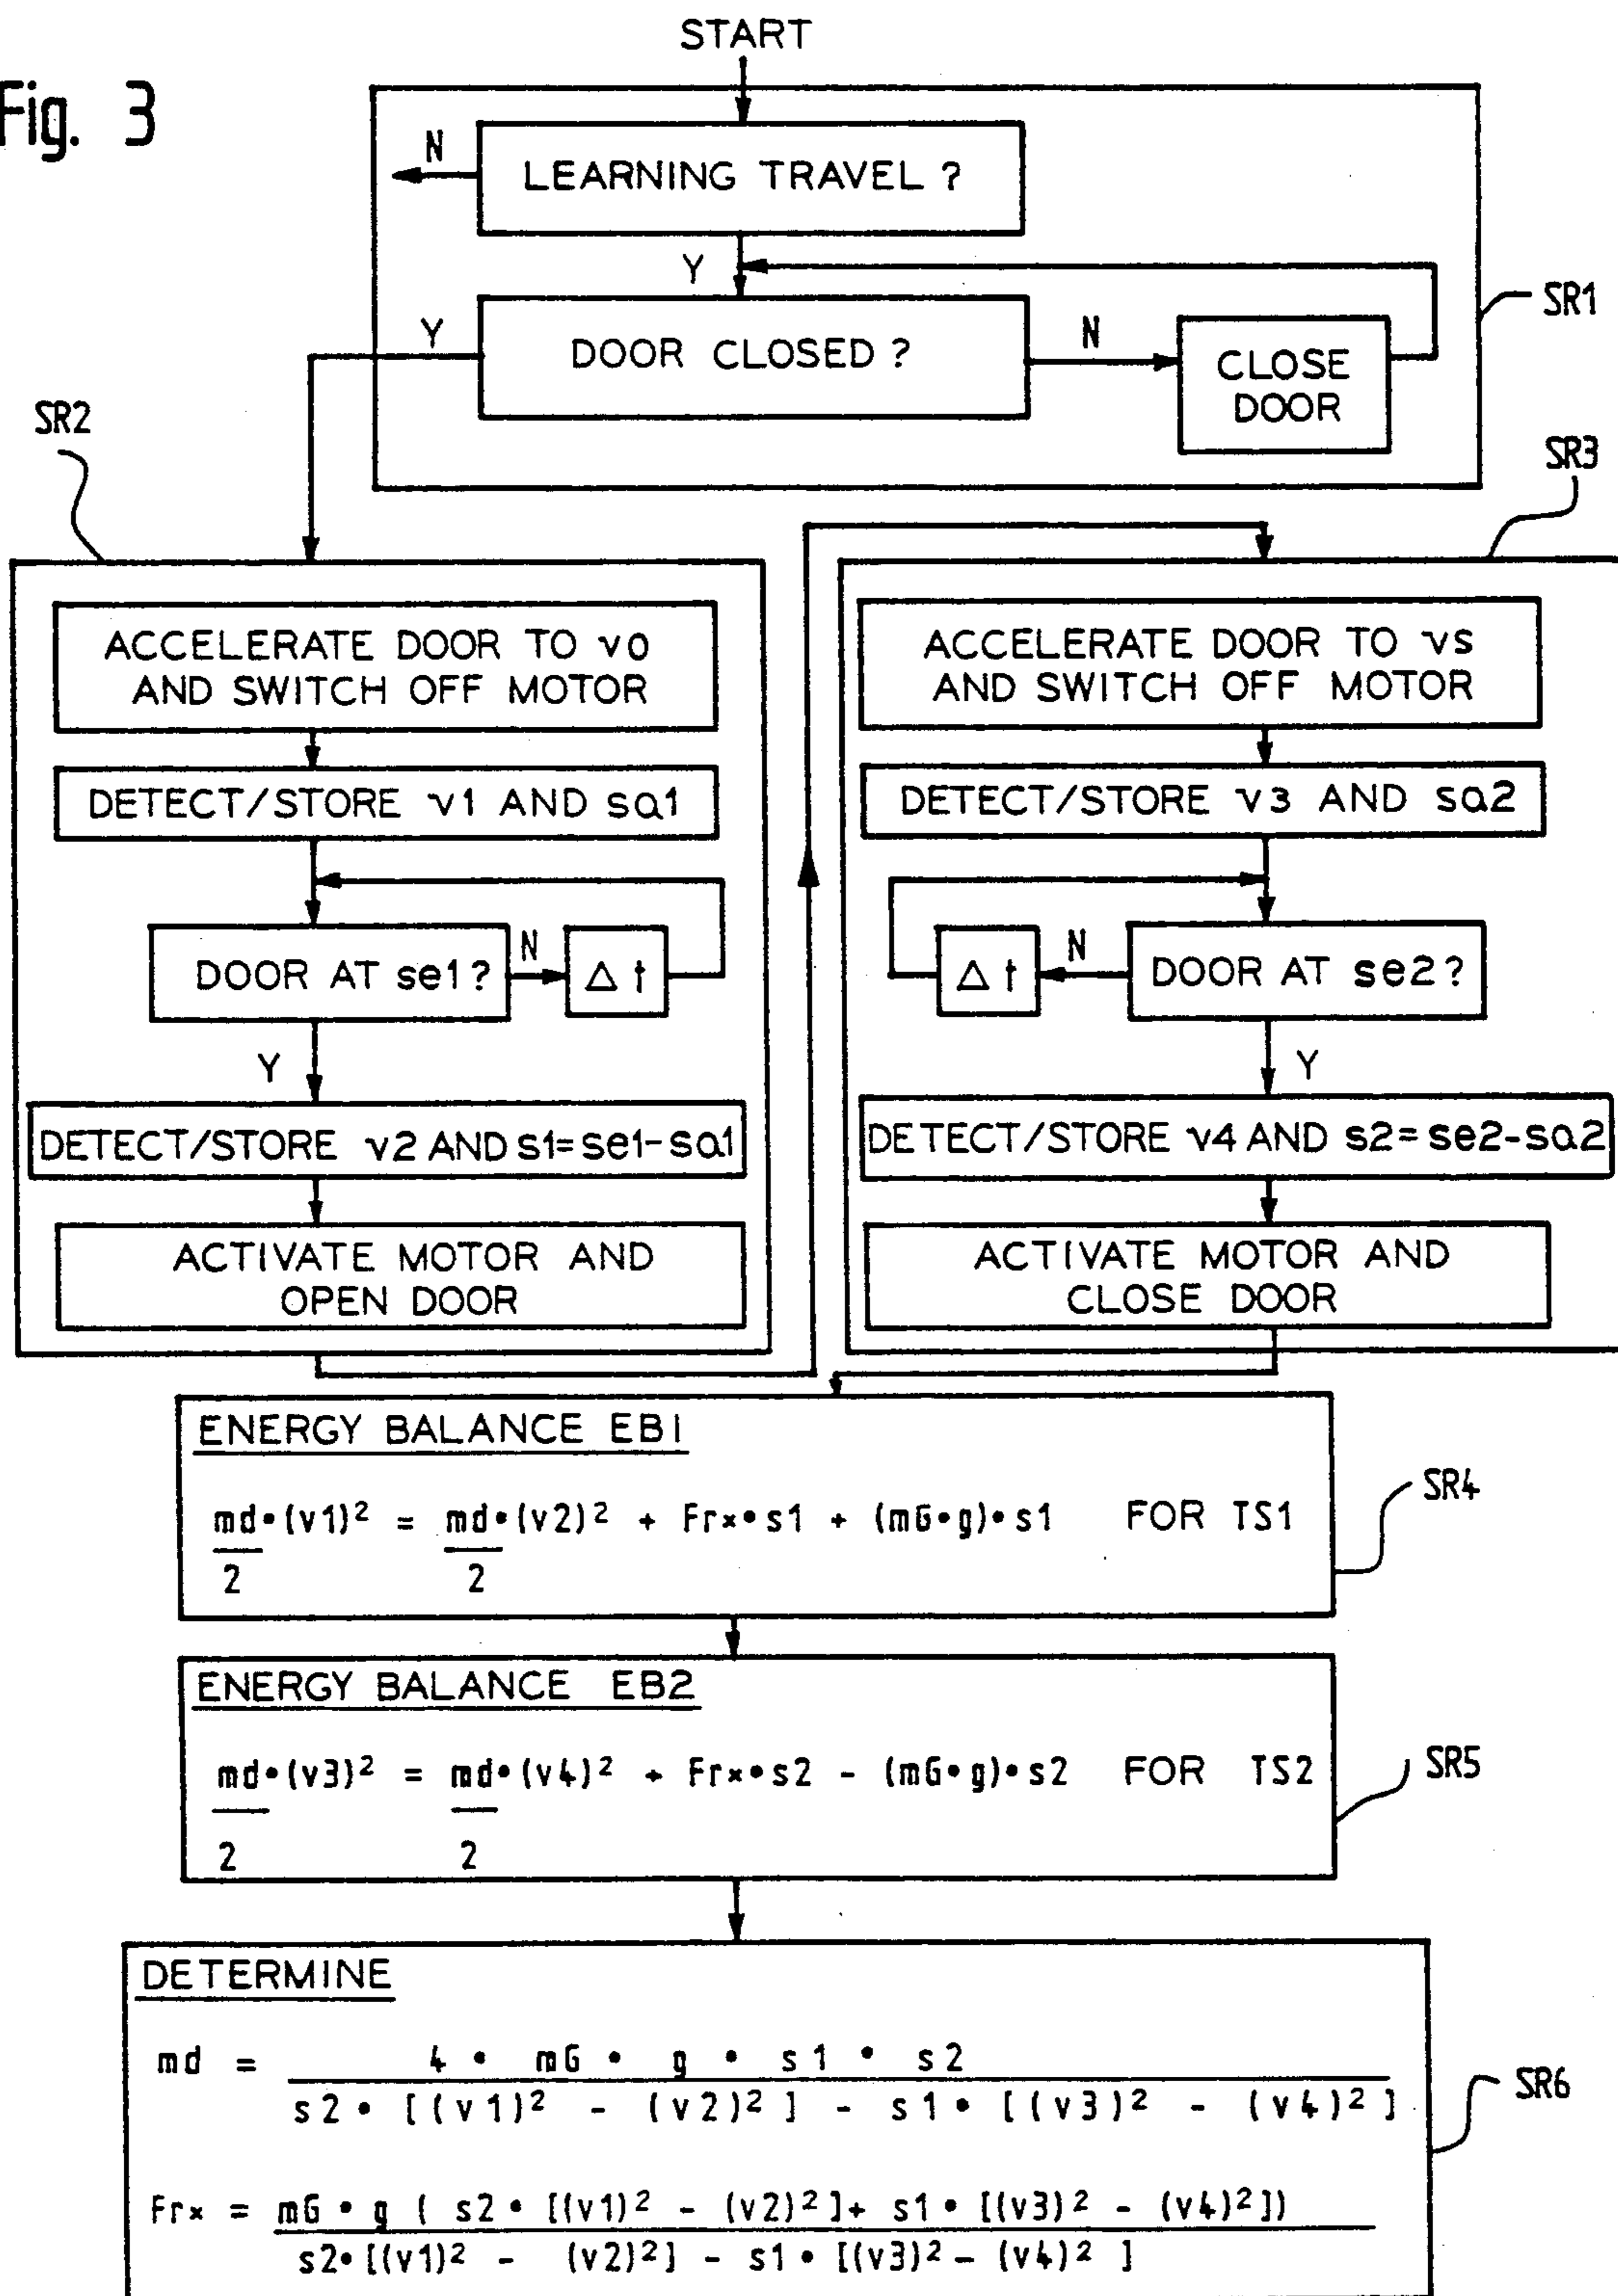 START
Fig. 3
LEARNING TRAVEL ?
N
Y
DOOR CLOSED ?
Y
N
CLOSE
DOOR
SR1
SR2
SR3
ACCELERATE DOOR TO vo
AND SWITCH OFF MOTOR
DETECT/STORE v1 AND sa1
DOOR AT se1?
N
Δ t
Y
DETECT/STORE v2 AND s1=se1-sa1
ACTIVATE MOTOR AND
OPEN DOOR
ACCELERATE DOOR TO vs
AND SWITCH OFF MOTOR
DETECT/STORE v3 AND sa2
Δ t
N
DOOR AT se2?
Y
DETECT/STORE v4 AND s2=se2-sa2
ACTIVATE MOTOR AND
CLOSE DOOR
ENERGY BALANCE EB1
md•(v1)² = md•(v2)² + Frx•s1 + (mG•g)•s1 FOR TS1
2 2
SR4
ENERGY BALANCE EB2
md•(v3)² = md•(v4)² + Frx•s2 - (mG•g)•s2 FOR TS2
2 2
SR5
DETERMINE
md = 4 • mG • g • s1 • s2
s2• [(v1)² - (v2)²] - s1• [(v3)² - (v4)²]
SR6
Frx = mG•g ( s2• [(v1)² - (v2)²]+ s1• [(v3)² - (v4)²])
s2•[(v1)² - (v2)²] - s1• [(v3)²- (v4)² ]